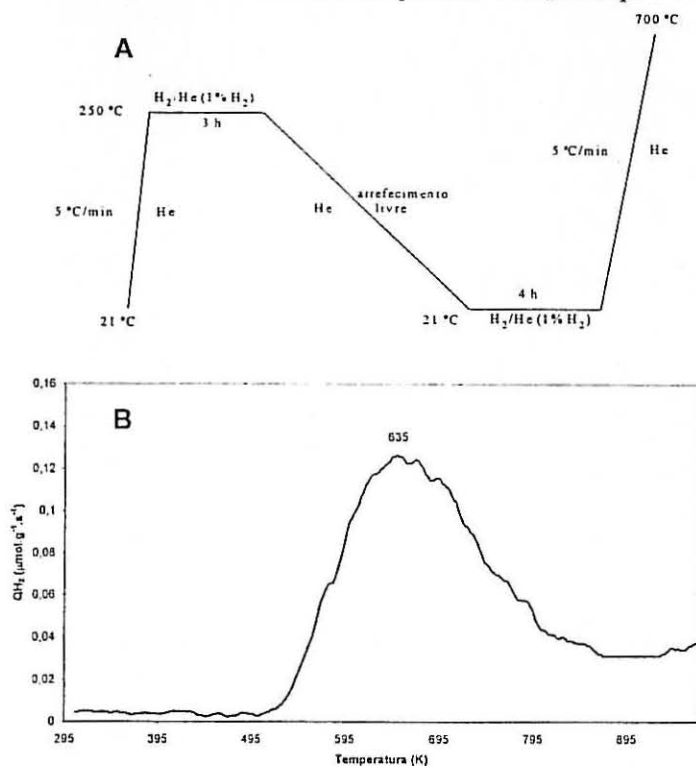 700 °C
A
H₂/He (1% H₂)
250 °C
3 h
5 °C/min
He
5 °C/min
He
arrefecimento
He
livre
4 h
21 °C
21 °C
H₂/He (1% H₂)
0,16
B
0,14
635
0,12
0,1
QH₂ (µmol.g⁻¹.s⁻¹)
0,08
0,06
0,04
0,02
0
295
395
495
595
695
795
895
Temperatura (K)